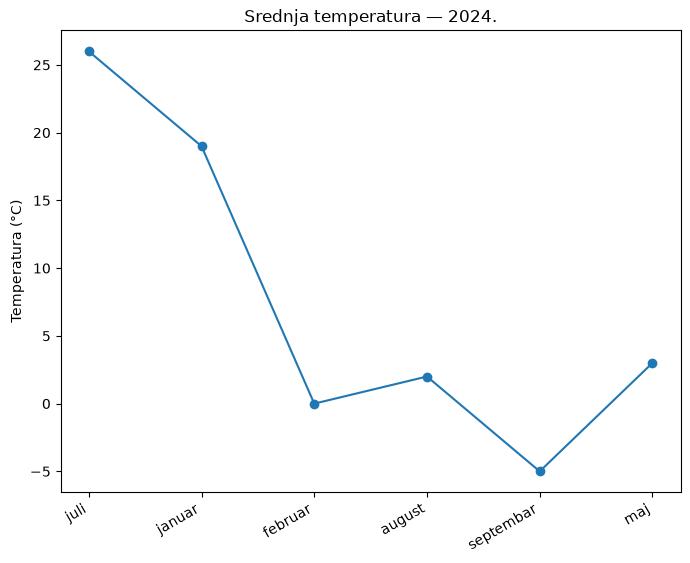 Srednja temperatura — 2024.
Temperatura (°C)
25
20
15
10
5
0
−5
juli
januar
februar
august
septembar
maj